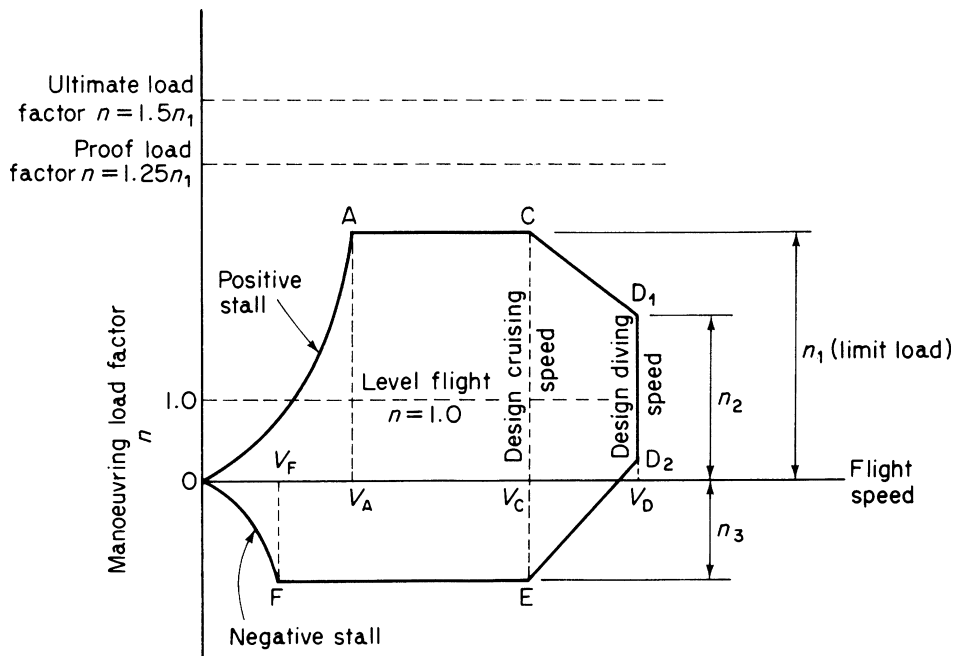 Ultimate load
factor n = 1.5n₁
Proof load
factor n = 1.25n₁
A
C
Positive
stall
D₁
n₁ (limit load)
Design cruising
speed
Design diving
speed
Manoeuvring load factor
n
1.0
Level flight
n = 1.0
n₂
V_F
D₂
0
V_A
V_C
V_D
Flight
speed
n₃
F
E
Negative stall